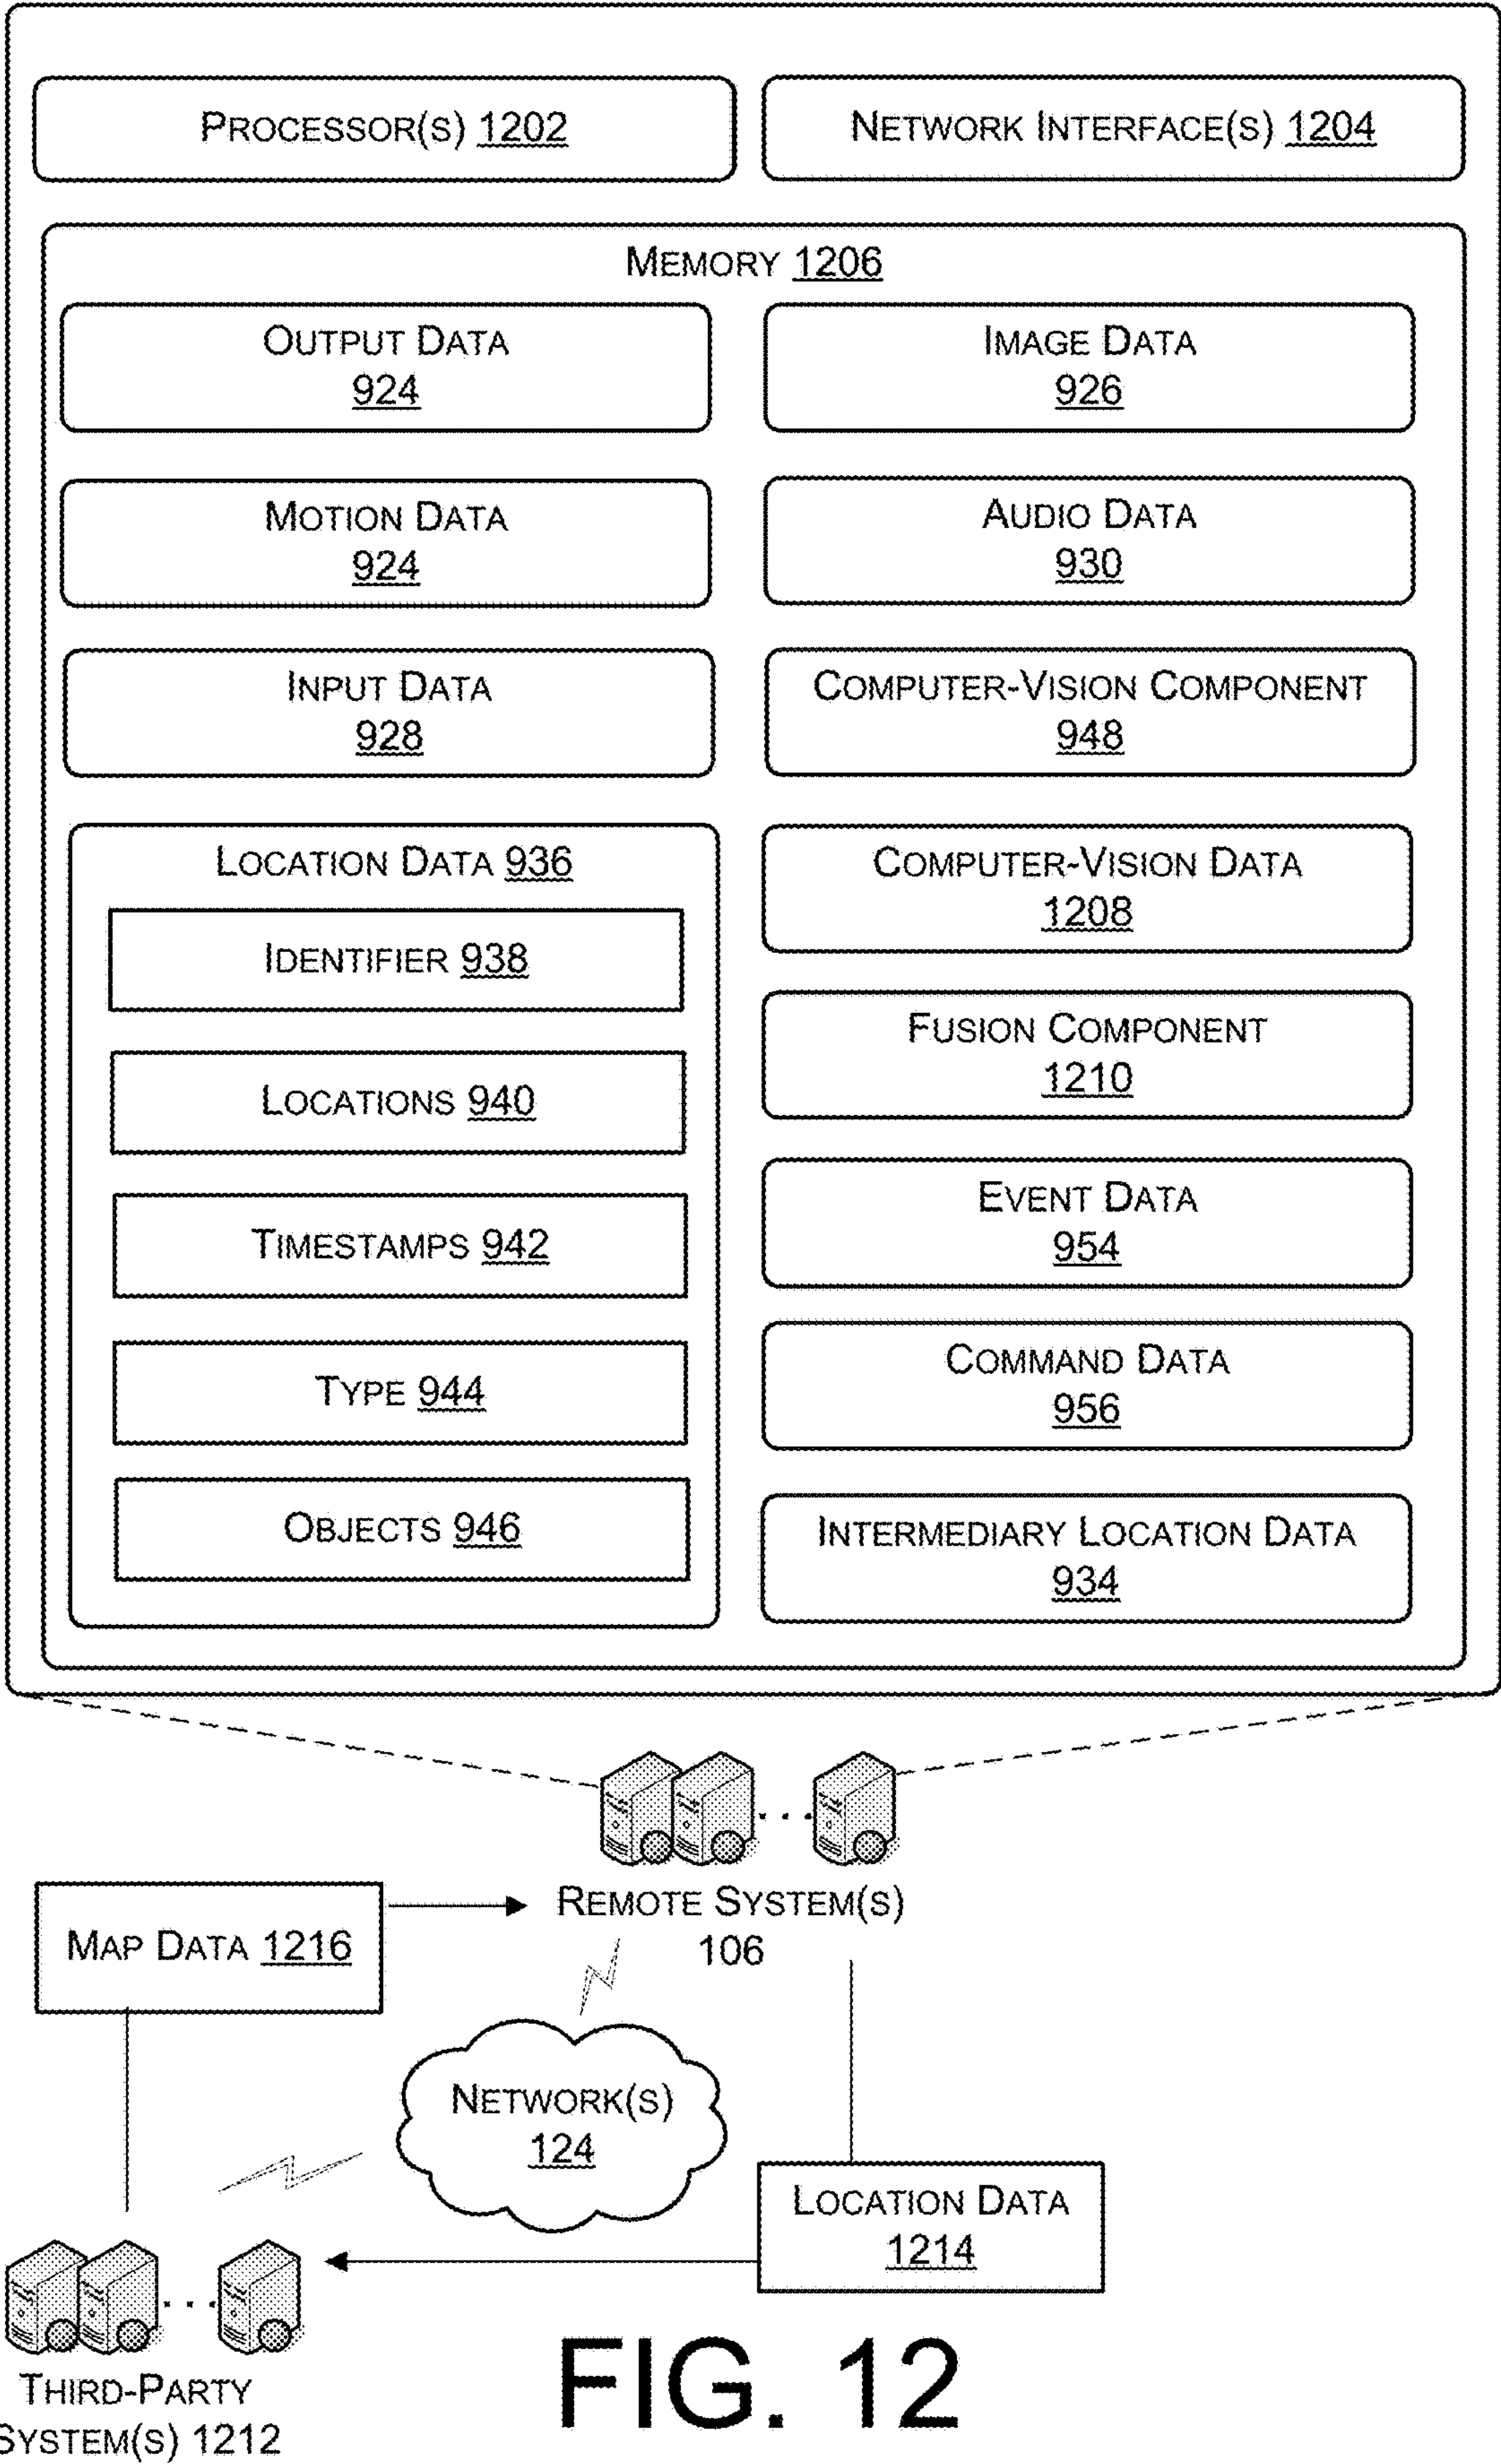 PROCESSOR(S) 1202
NETWORK INTERFACE(S) 1204
MEMORY 1206
OUTPUT DATA
924
IMAGE DATA
926
MOTION DATA
924
AUDIO DATA
930
INPUT DATA
928
COMPUTER-VISION COMPONENT
948
LOCATION DATA 936
IDENTIFIER 938
LOCATIONS 940
TIMESTAMPS 942
TYPE 944
OBJECTS 946
COMPUTER-VISION DATA
1208
FUSION COMPONENT
1210
EVENT DATA
954
COMMAND DATA
956
INTERMEDIARY LOCATION DATA
934
REMOTE SYSTEM(S)
106
MAP DATA 1216
NETWORK(S)
124
LOCATION DATA
1214
THIRD-PARTY
SYSTEM(S) 1212
FIG. 12